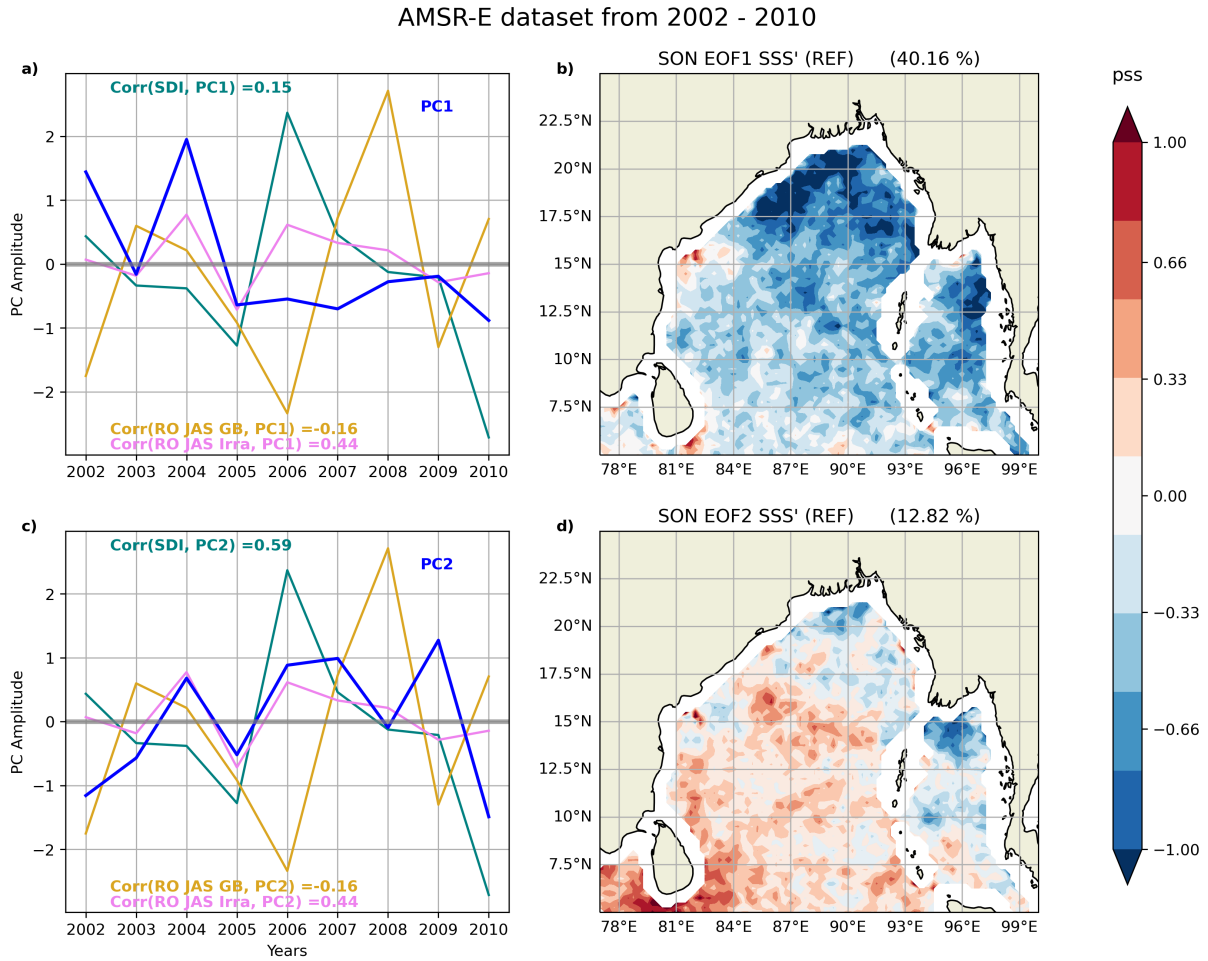 AMSR-E dataset from 2002 - 2010
a)
Corr(SDI, PC1) =0.15
PC1
2
1
0
−1
−2
PC Amplitude
Corr(RO JAS GB, PC1) =-0.16
Corr(RO JAS Irra, PC1) =0.44
2002 2003 2004 2005 2006 2007 2008 2009 2010
b)
SON EOF1 SSS' (REF) (40.16 %)
22.5°N
20°N
17.5°N
15°N
12.5°N
10°N
7.5°N
78°E 81°E 84°E 87°E 90°E 93°E 96°E 99°E
pss
1.00
0.66
0.33
0.00
−0.33
−0.66
−1.00
c)
Corr(SDI, PC2) =0.59
PC2
2
1
0
−1
−2
PC Amplitude
Corr(RO JAS GB, PC2) =-0.16
Corr(RO JAS Irra, PC2) =0.44
2002 2003 2004 2005 2006 2007 2008 2009 2010
Years
d)
SON EOF2 SSS' (REF) (12.82 %)
22.5°N
20°N
17.5°N
15°N
12.5°N
10°N
7.5°N
78°E 81°E 84°E 87°E 90°E 93°E 96°E 99°E